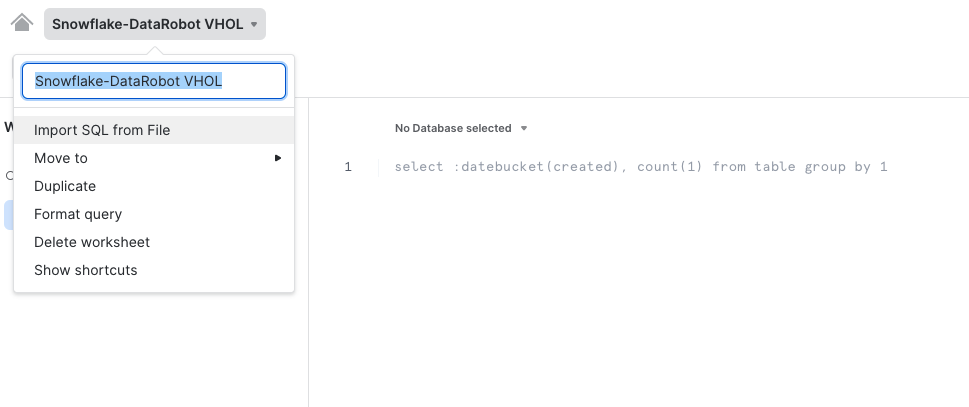 Snowflake-DataRobot VHOL
Snowflake-DataRobot VHOL
Import SQL from File
Move to
Duplicate
Format query
Delete worksheet
Show shortcuts
No Database selected
1 select :datebucket(created), count(1) from table group by 1